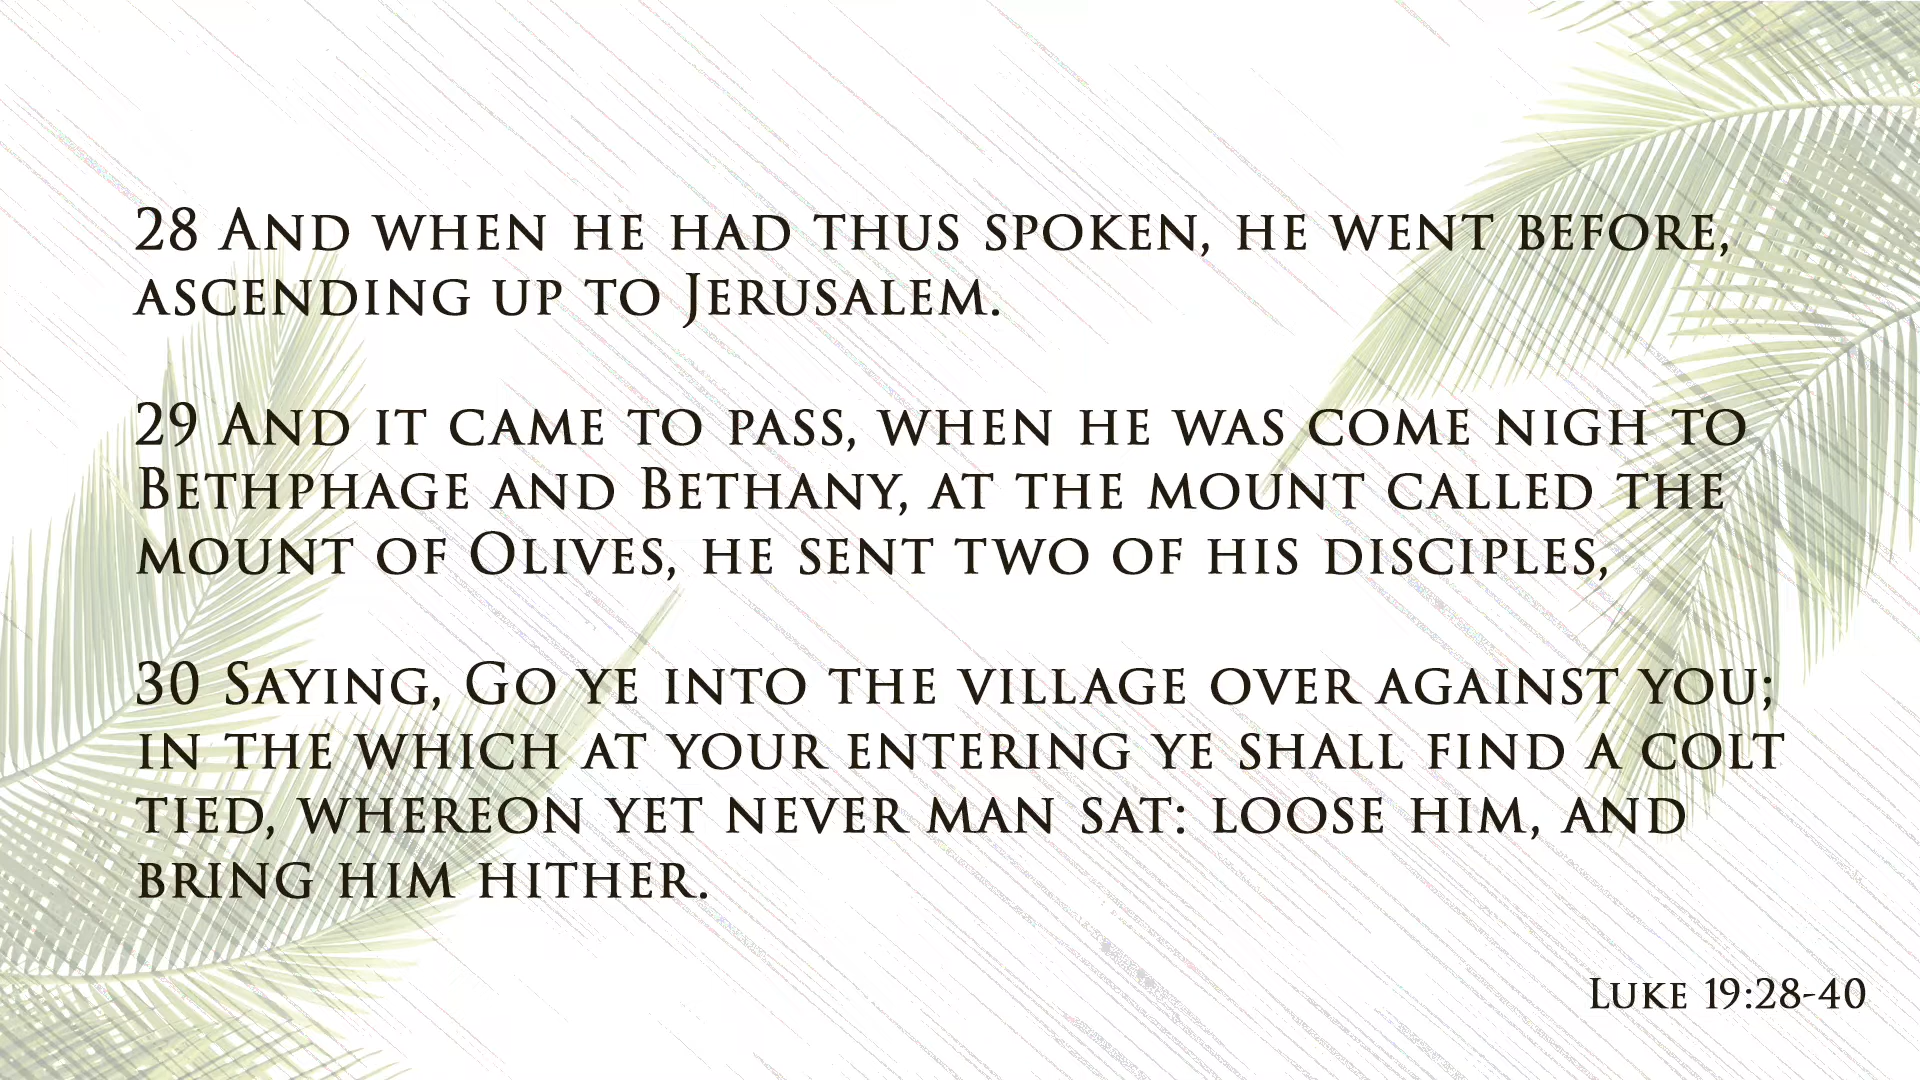 28 And when he had thus spoken, he went before,
ascending up to Jerusalem.
29 And it came to pass, when he was come nigh to
Bethphage and Bethany, at the mount called the
mount of Olives, he sent two of his disciples,
30 Saying, Go ye into the village over against you;
in the which at your entering ye shall find a colt
tied, whereon yet never man sat: loose him, and
bring him hither.
Luke 19:28-40